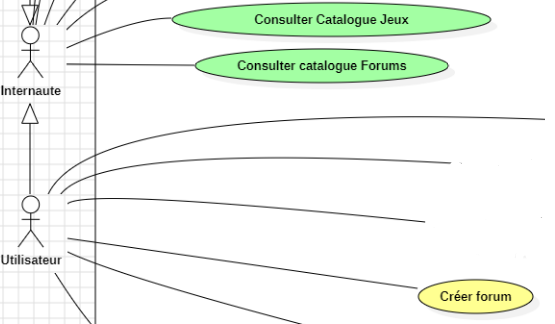 Consulter Catalogue Jeux
Consulter catalogue Forums
Internaute
Utilisateur
Créer forum